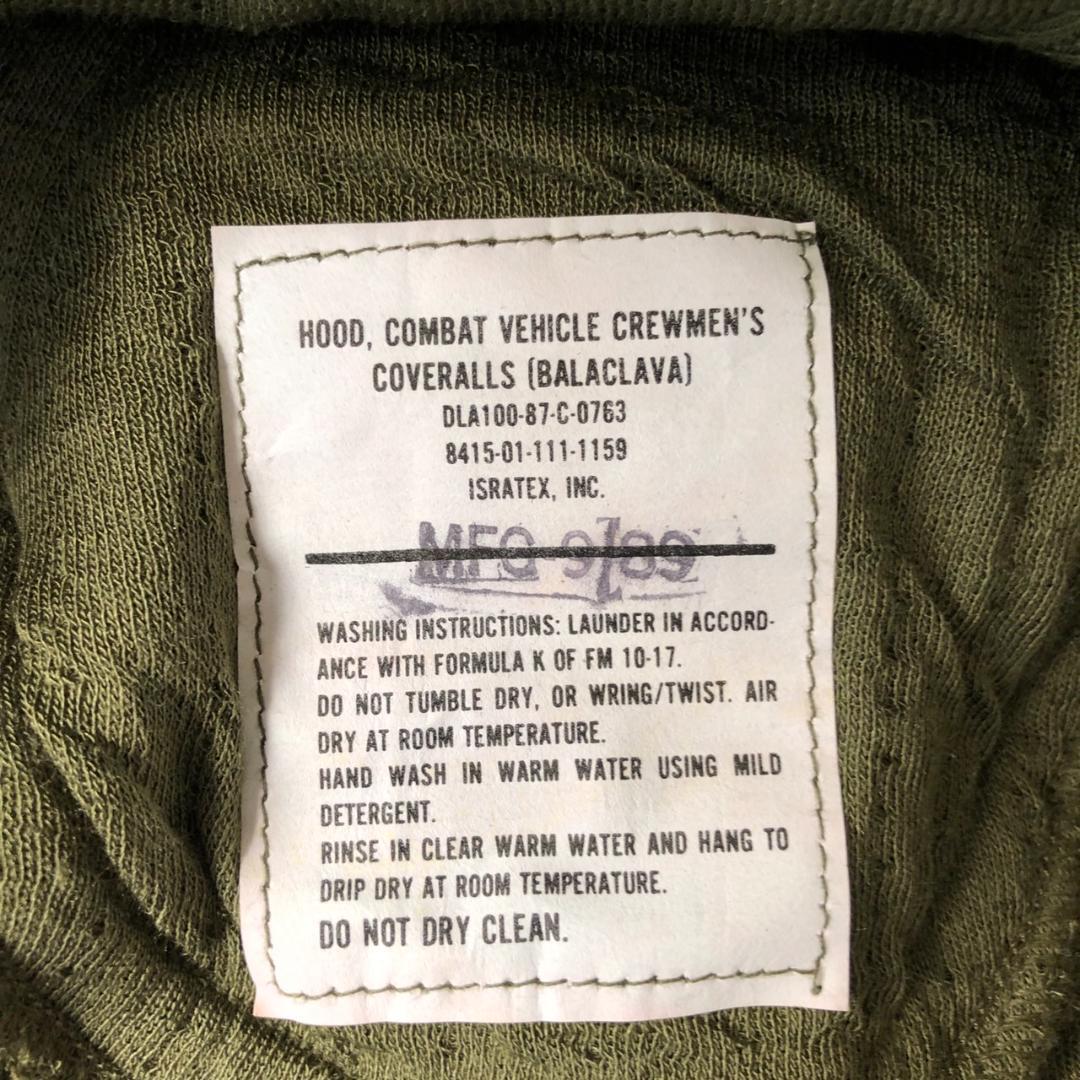 HOOD, COMBAT VEHICLE CREWMEN'S
COVERALLS (BALACLAVA)
DLA100-87-C-0763
8415-01-111-1159
ISRATEX, INC.
MFG 9/89
WASHING INSTRUCTIONS: LAUNDER IN ACCORD-
ANCE WITH FORMULA K OF FM 10-17.
DO NOT TUMBLE DRY, OR WRING/TWIST. AIR
DRY AT ROOM TEMPERATURE.
HAND WASH IN WARM WATER USING MILD
DETERGENT.
RINSE IN CLEAR WARM WATER AND HANG TO
DRIP DRY AT ROOM TEMPERATURE.
DO NOT DRY CLEAN.